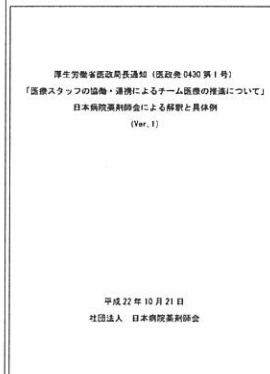 厚生労働省医政局長通知（医政発 0430 第 1 号）
「医療スタッフの協働・連携によるチーム医療の推進について」
日本病院薬剤師会による解釈と具体例
(Ver. 1)
平成 22 年 10 月 21 日
社団法人　日本病院薬剤師会